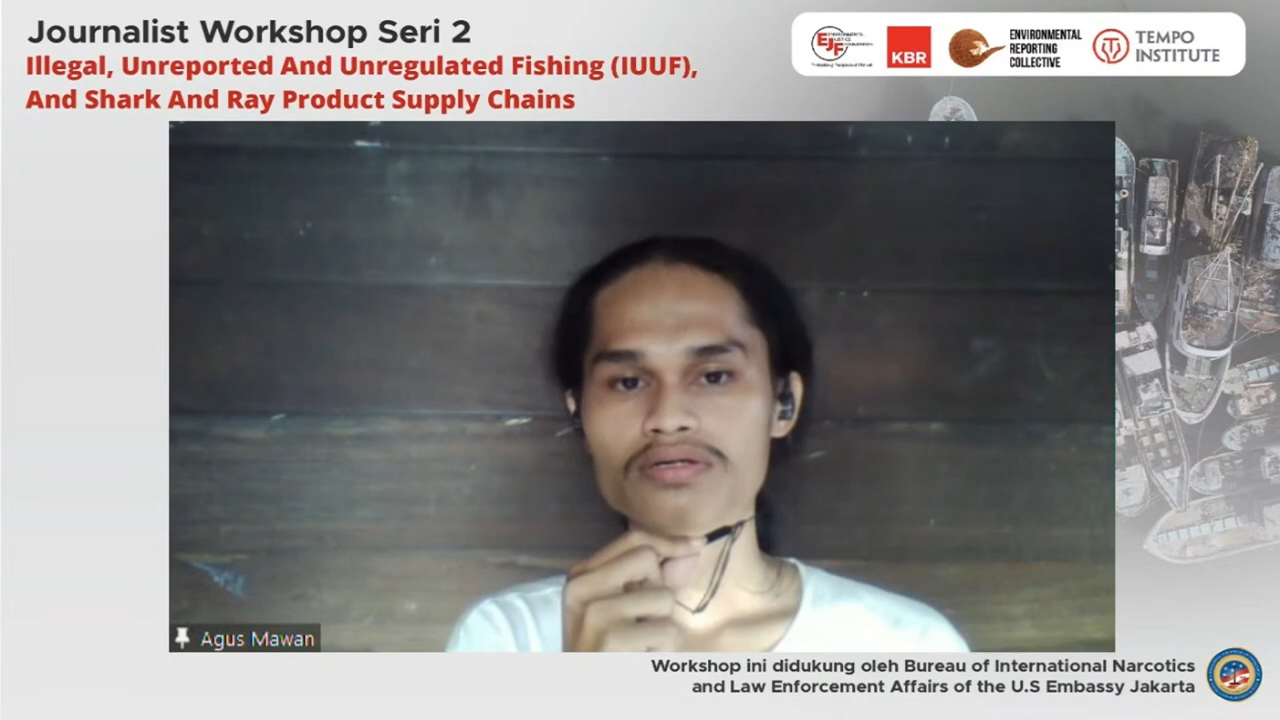 Journalist Workshop Seri 2
Illegal, Unreported And Unregulated Fishing (IUUF),
And Shark And Ray Product Supply Chains
EJF
KBR
ENVIRONMENTAL
REPORTING
COLLECTIVE
TEMPO
INSTITUTE
Agus Mawan
Workshop ini didukung oleh Bureau of International Narcotics
and Law Enforcement Affairs of the U.S Embassy Jakarta